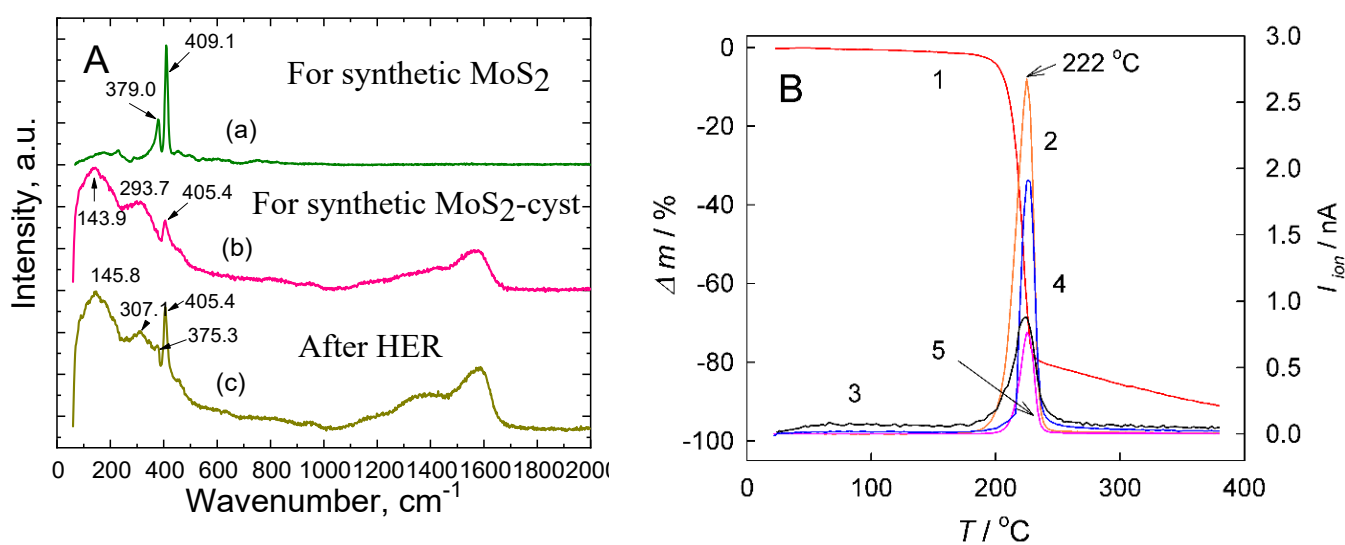 A
409.1
For synthetic MoS2
379.0
(a)
293.7
405.4
For synthetic MoS2-cyst
143.9
(b)
145.8
405.4
307.1
375.3
After HER
(c)
Intensity, a.u.
0 200 400 600 800 1000 1200 1400 1600 1800 2000
Wavenumber, cm-1
B
222 °C
1
2
3
4
5
0
-20
-40
-60
-80
-100
Δ m / %
3.0
2.5
2.0
1.5
1.0
0.5
0.0
I ion / nA
0 100 200 300 400
T / °C